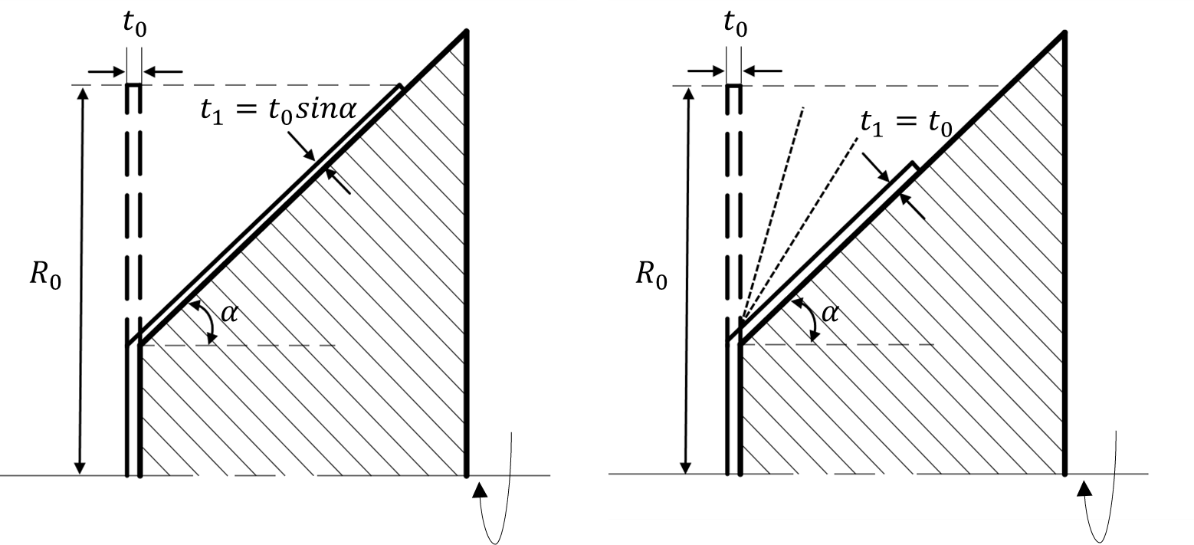 t₀
t₁ = t₀sinα
R₀
α
t₀
t₁ = t₀
R₀
α